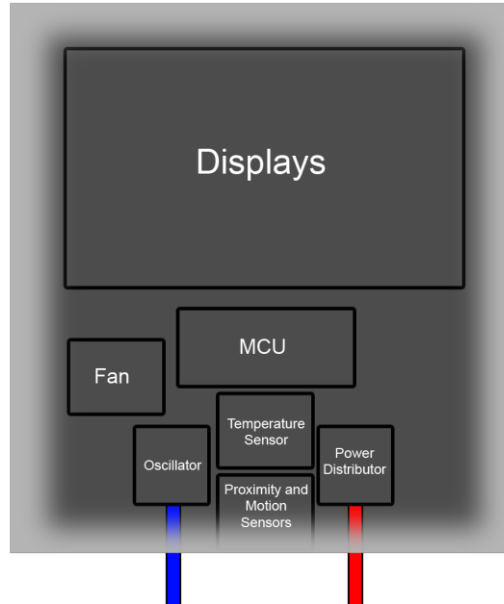 Displays
MCU
Fan
Temperature
Sensor
Oscillator
Power
Distributor
Proximity and
Motion
Sensors